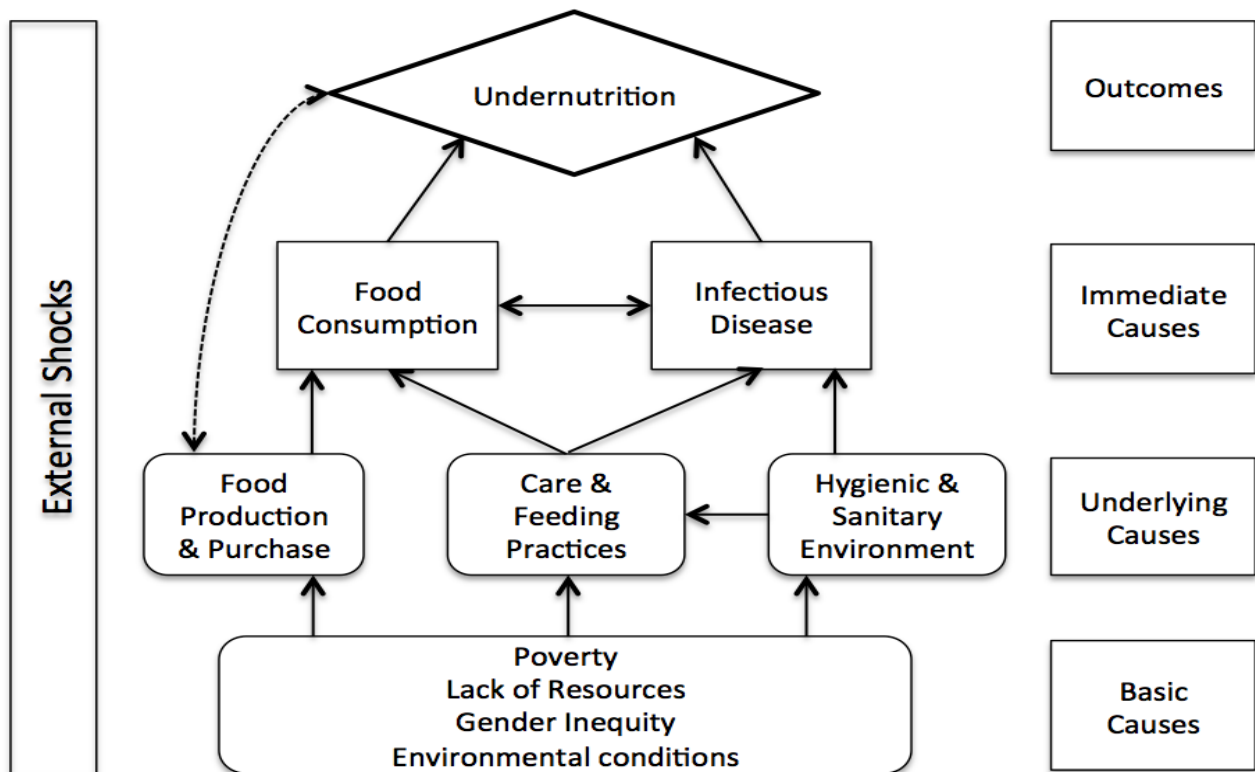 Undernutrition
Outcomes
External Shocks
Food
Consumption
Infectious
Disease
Immediate
Causes
Food
Production
& Purchase
Care &
Feeding
Practices
Hygienic &
Sanitary
Environment
Underlying
Causes
Poverty
Lack of Resources
Gender Inequity
Environmental conditions
Basic
Causes